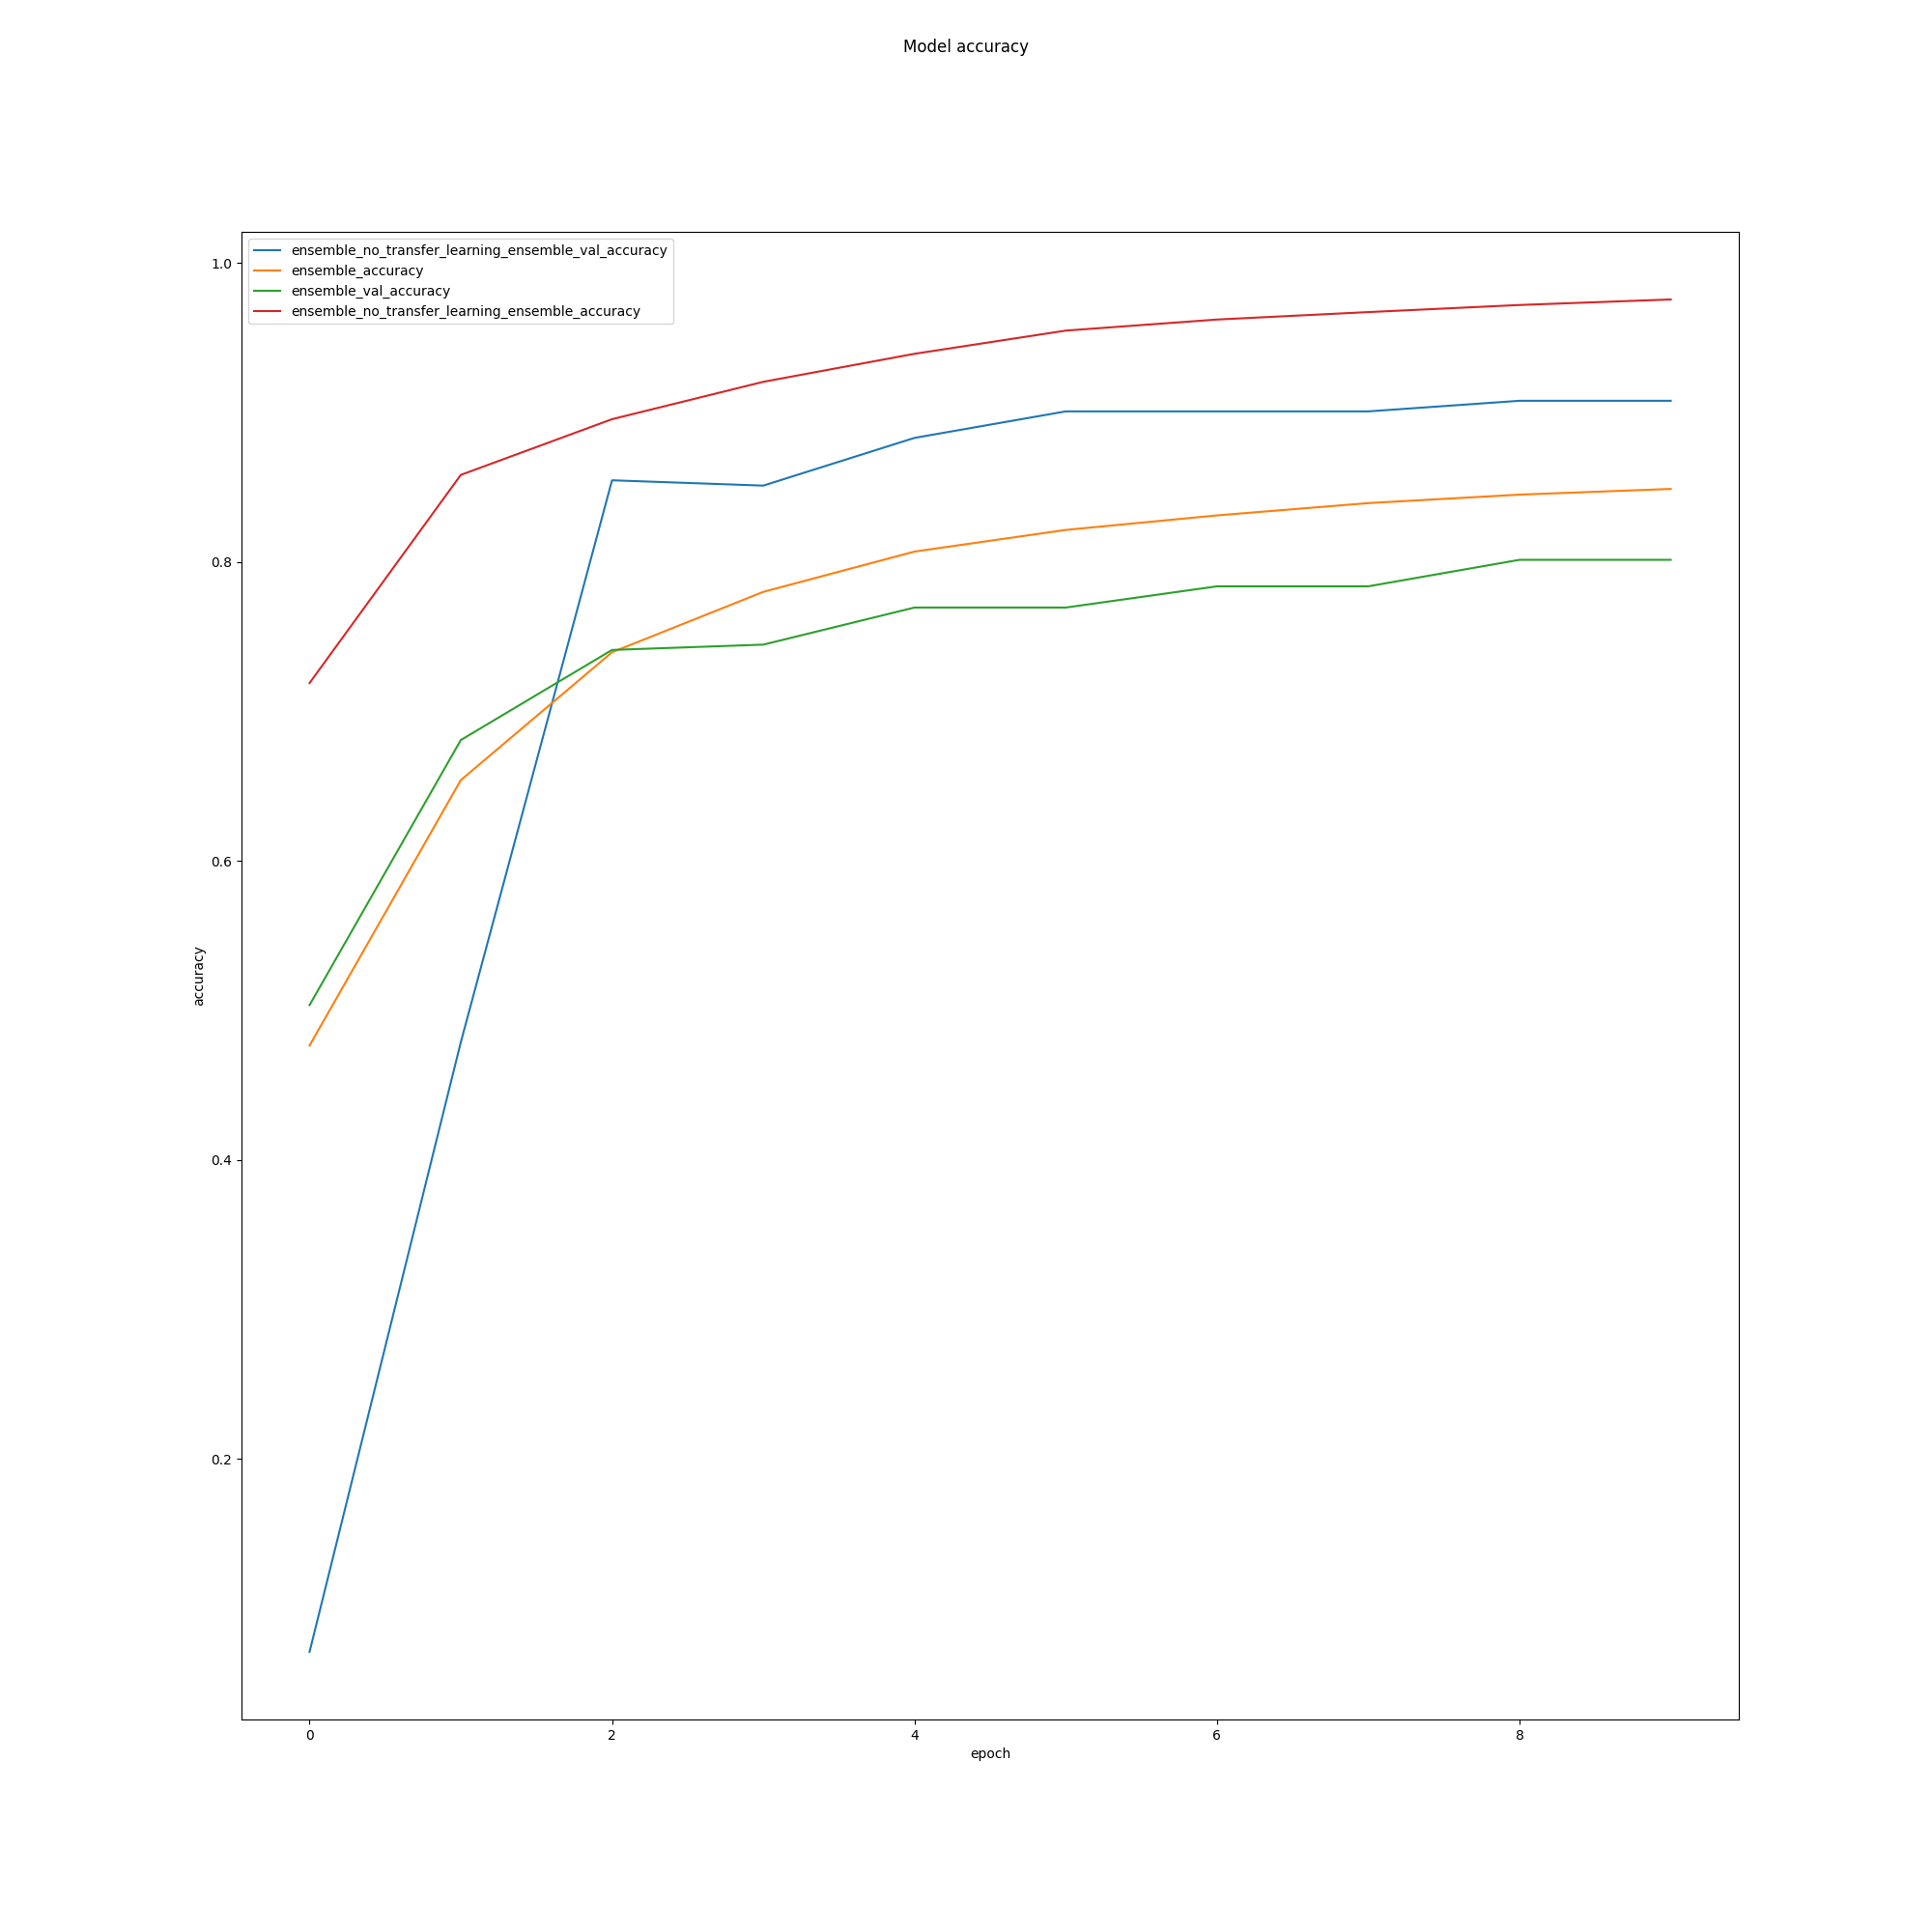 Model accuracy
ensemble_no_transfer_learning_ensemble_val_accuracy
ensemble_accuracy
ensemble_val_accuracy
ensemble_no_transfer_learning_ensemble_accuracy
1.0
0.8
0.6
0.4
0.2
accuracy
0 2 4 6 8
epoch